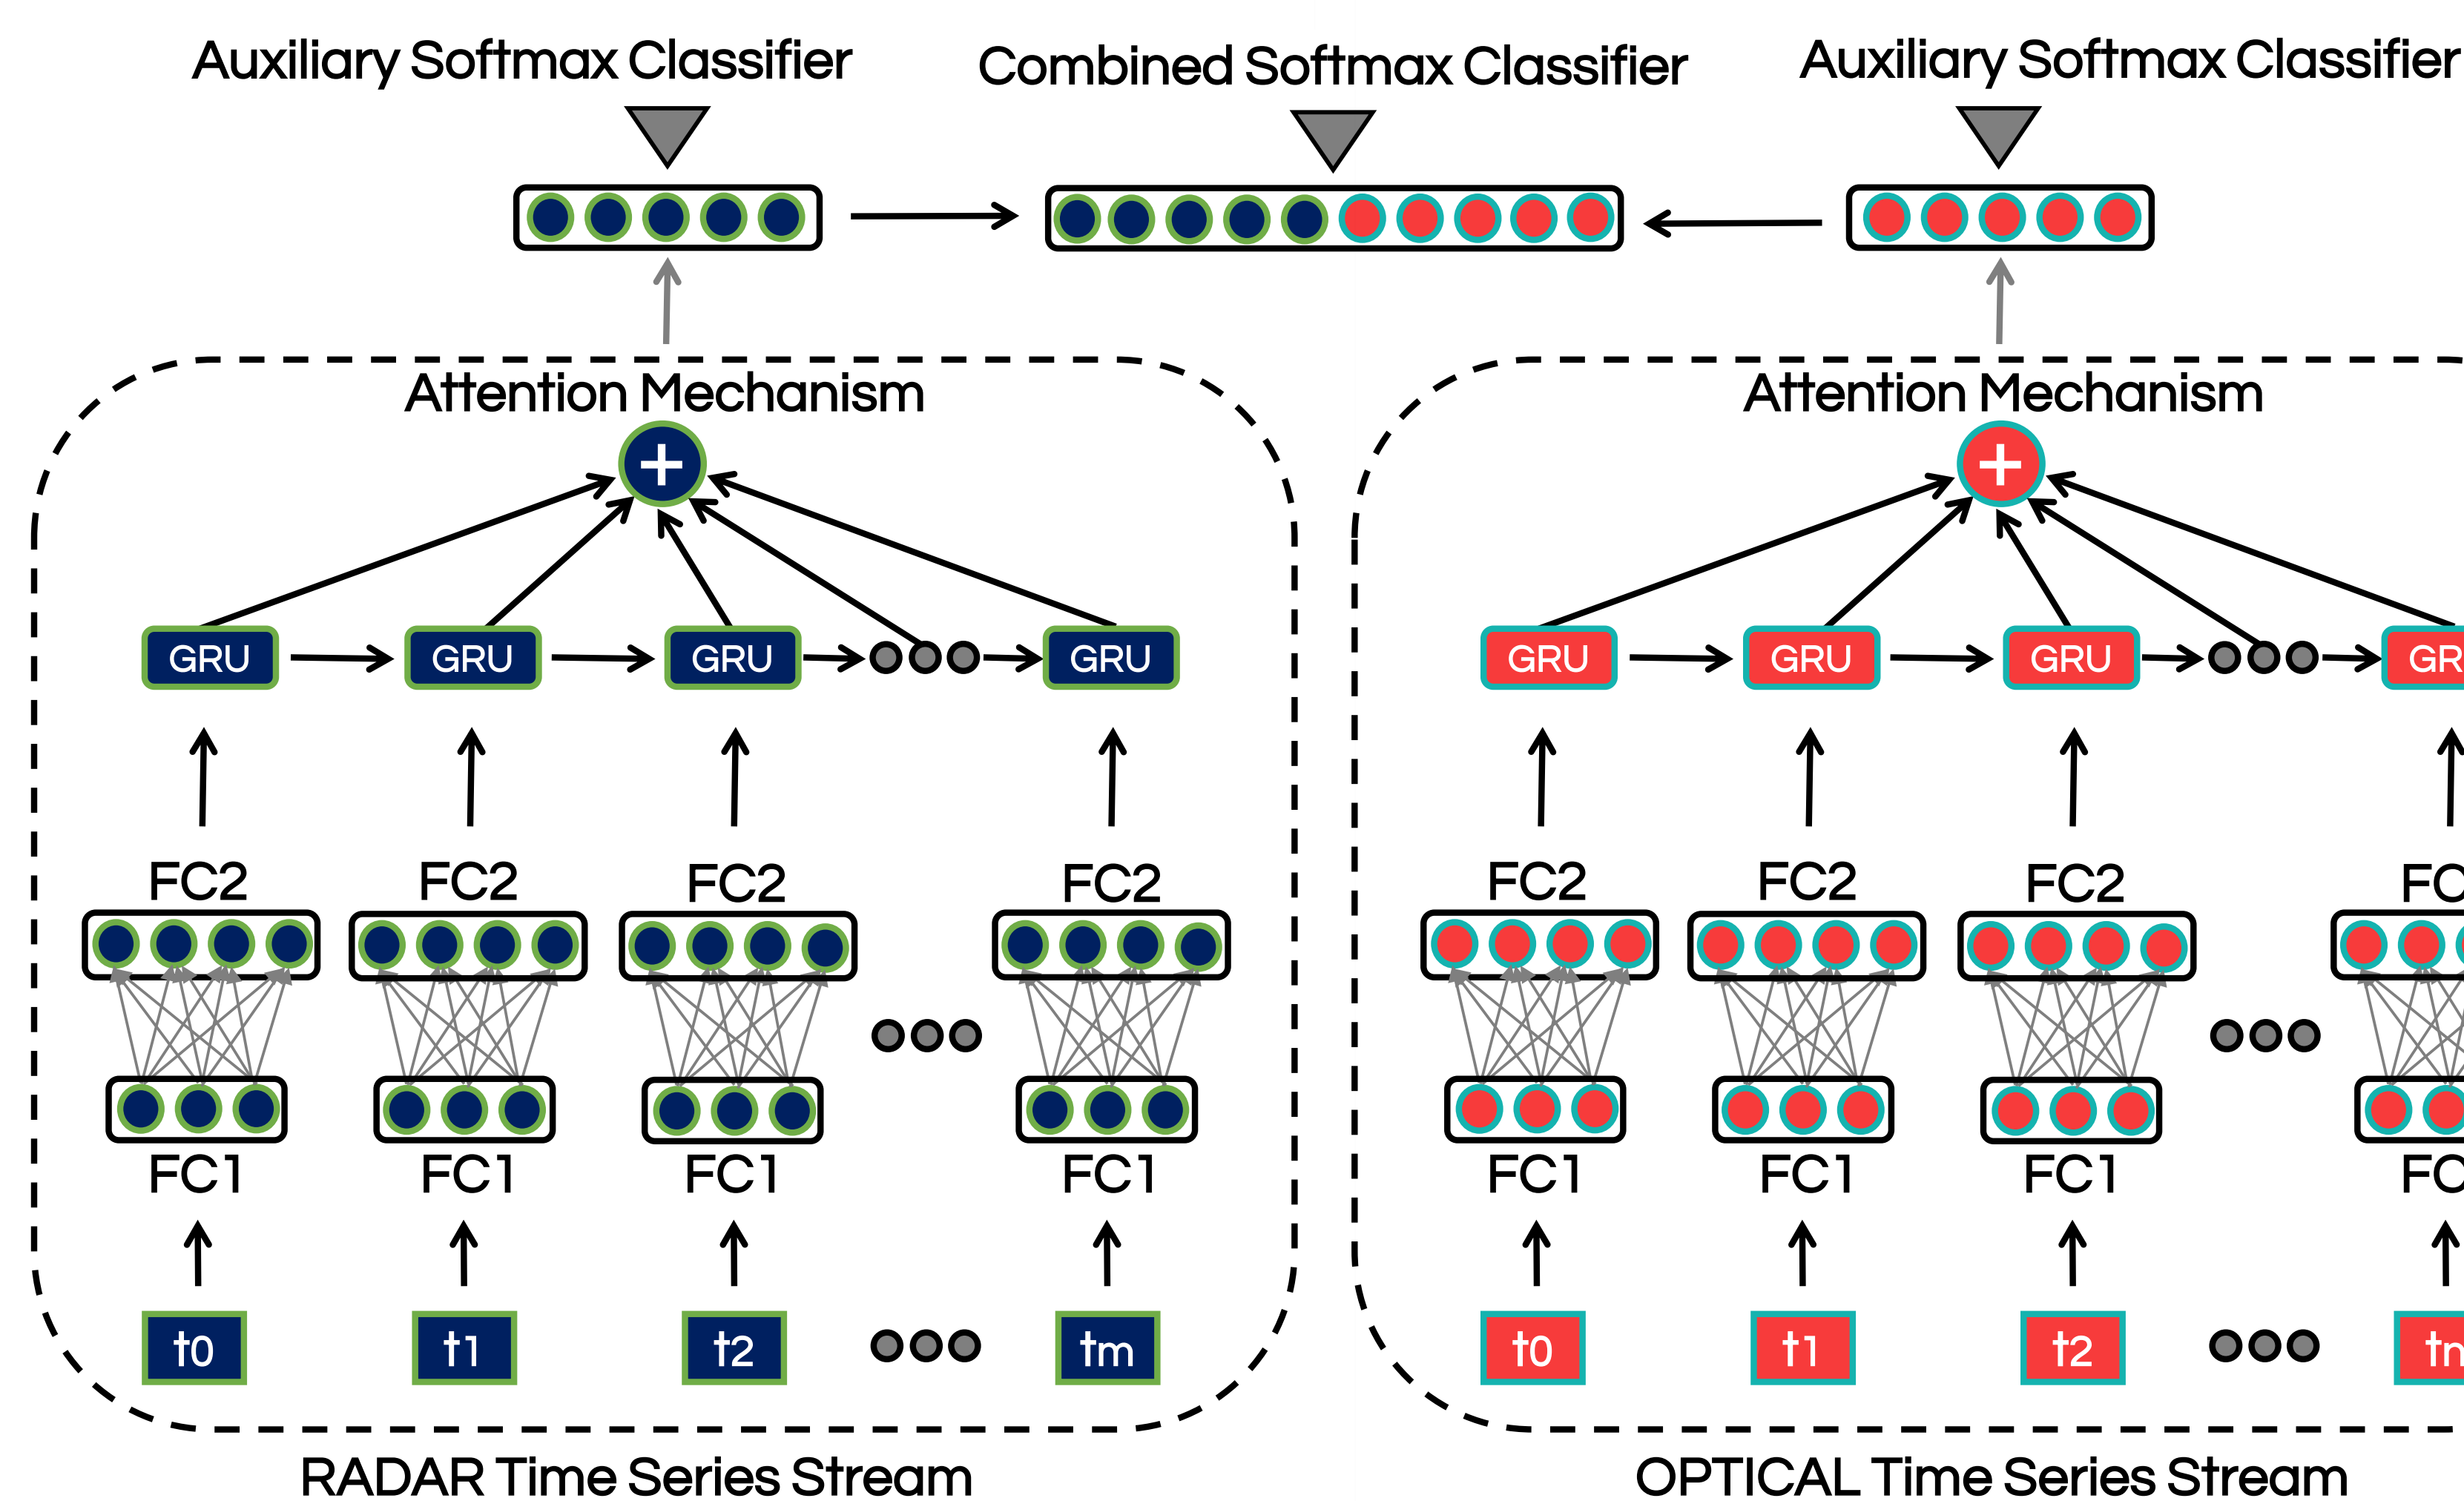 Auxiliary Softmax Classifier
Combined Softmax Classifier
Auxiliary Softmax Classifier
Attention Mechanism
+
GRU GRU GRU GRU
FC2 FC2 FC2 FC2
FC1 FC1 FC1 FC1
t0 t1 t2 tm
RADAR Time Series Stream
Attention Mechanism
+
GRU GRU GRU
FC2 FC2 FC2
FC1 FC1 FC1
t0 t1 t2
OPTICAL Time Series Stream